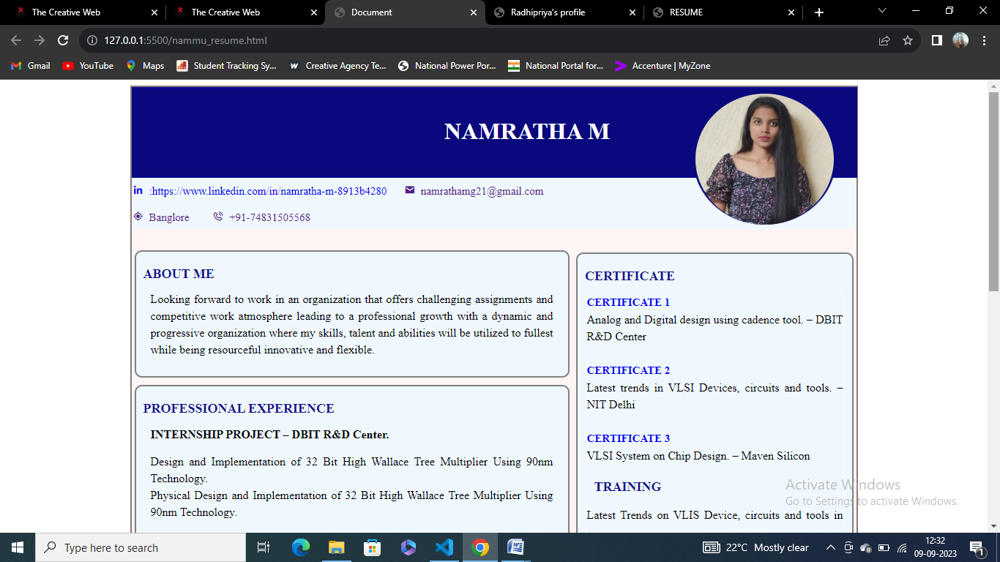 The Creative Web
The Creative Web
Document
Radhipriya's profile
RESUME
127.0.0.1:5500/nammu_resume.html
Gmail
YouTube
Maps
Student Tracking Sy...
Creative Agency Te...
National Power Por...
National Portal for...
Accenture | MyZone
NAMRATHA M
:https://www.linkedin.com/in/namratha-m-8913b4280
namrathamg21@gmail.com
Banglore
+91-74831505568
ABOUT ME
Looking forward to work in an organization that offers challenging assignments and
competitive work atmosphere leading to a professional growth with a dynamic and
progressive organization where my skills, talent and abilities will be utilized to fullest
while being resourceful innovative and flexible.
PROFESSIONAL EXPERIENCE
INTERNSHIP PROJECT – DBIT R&D Center.
Design and Implementation of 32 Bit High Wallace Tree Multiplier Using 90nm
Technology.
Physical Design and Implementation of 32 Bit High Wallace Tree Multiplier Using
90nm Technology.
CERTIFICATE
CERTIFICATE 1
Analog and Digital design using cadence tool. – DBIT
R&D Center
CERTIFICATE 2
Latest trends in VLSI Devices, circuits and tools. –
NIT Delhi
CERTIFICATE 3
VLSI System on Chip Design. – Maven Silicon
TRAINING
Latest Trends on VLIS Device, circuits and tools in
Activate Windows
Go to Settings to activate Windows.
Type here to search
22°C Mostly clear
12:32
09-09-2023
1